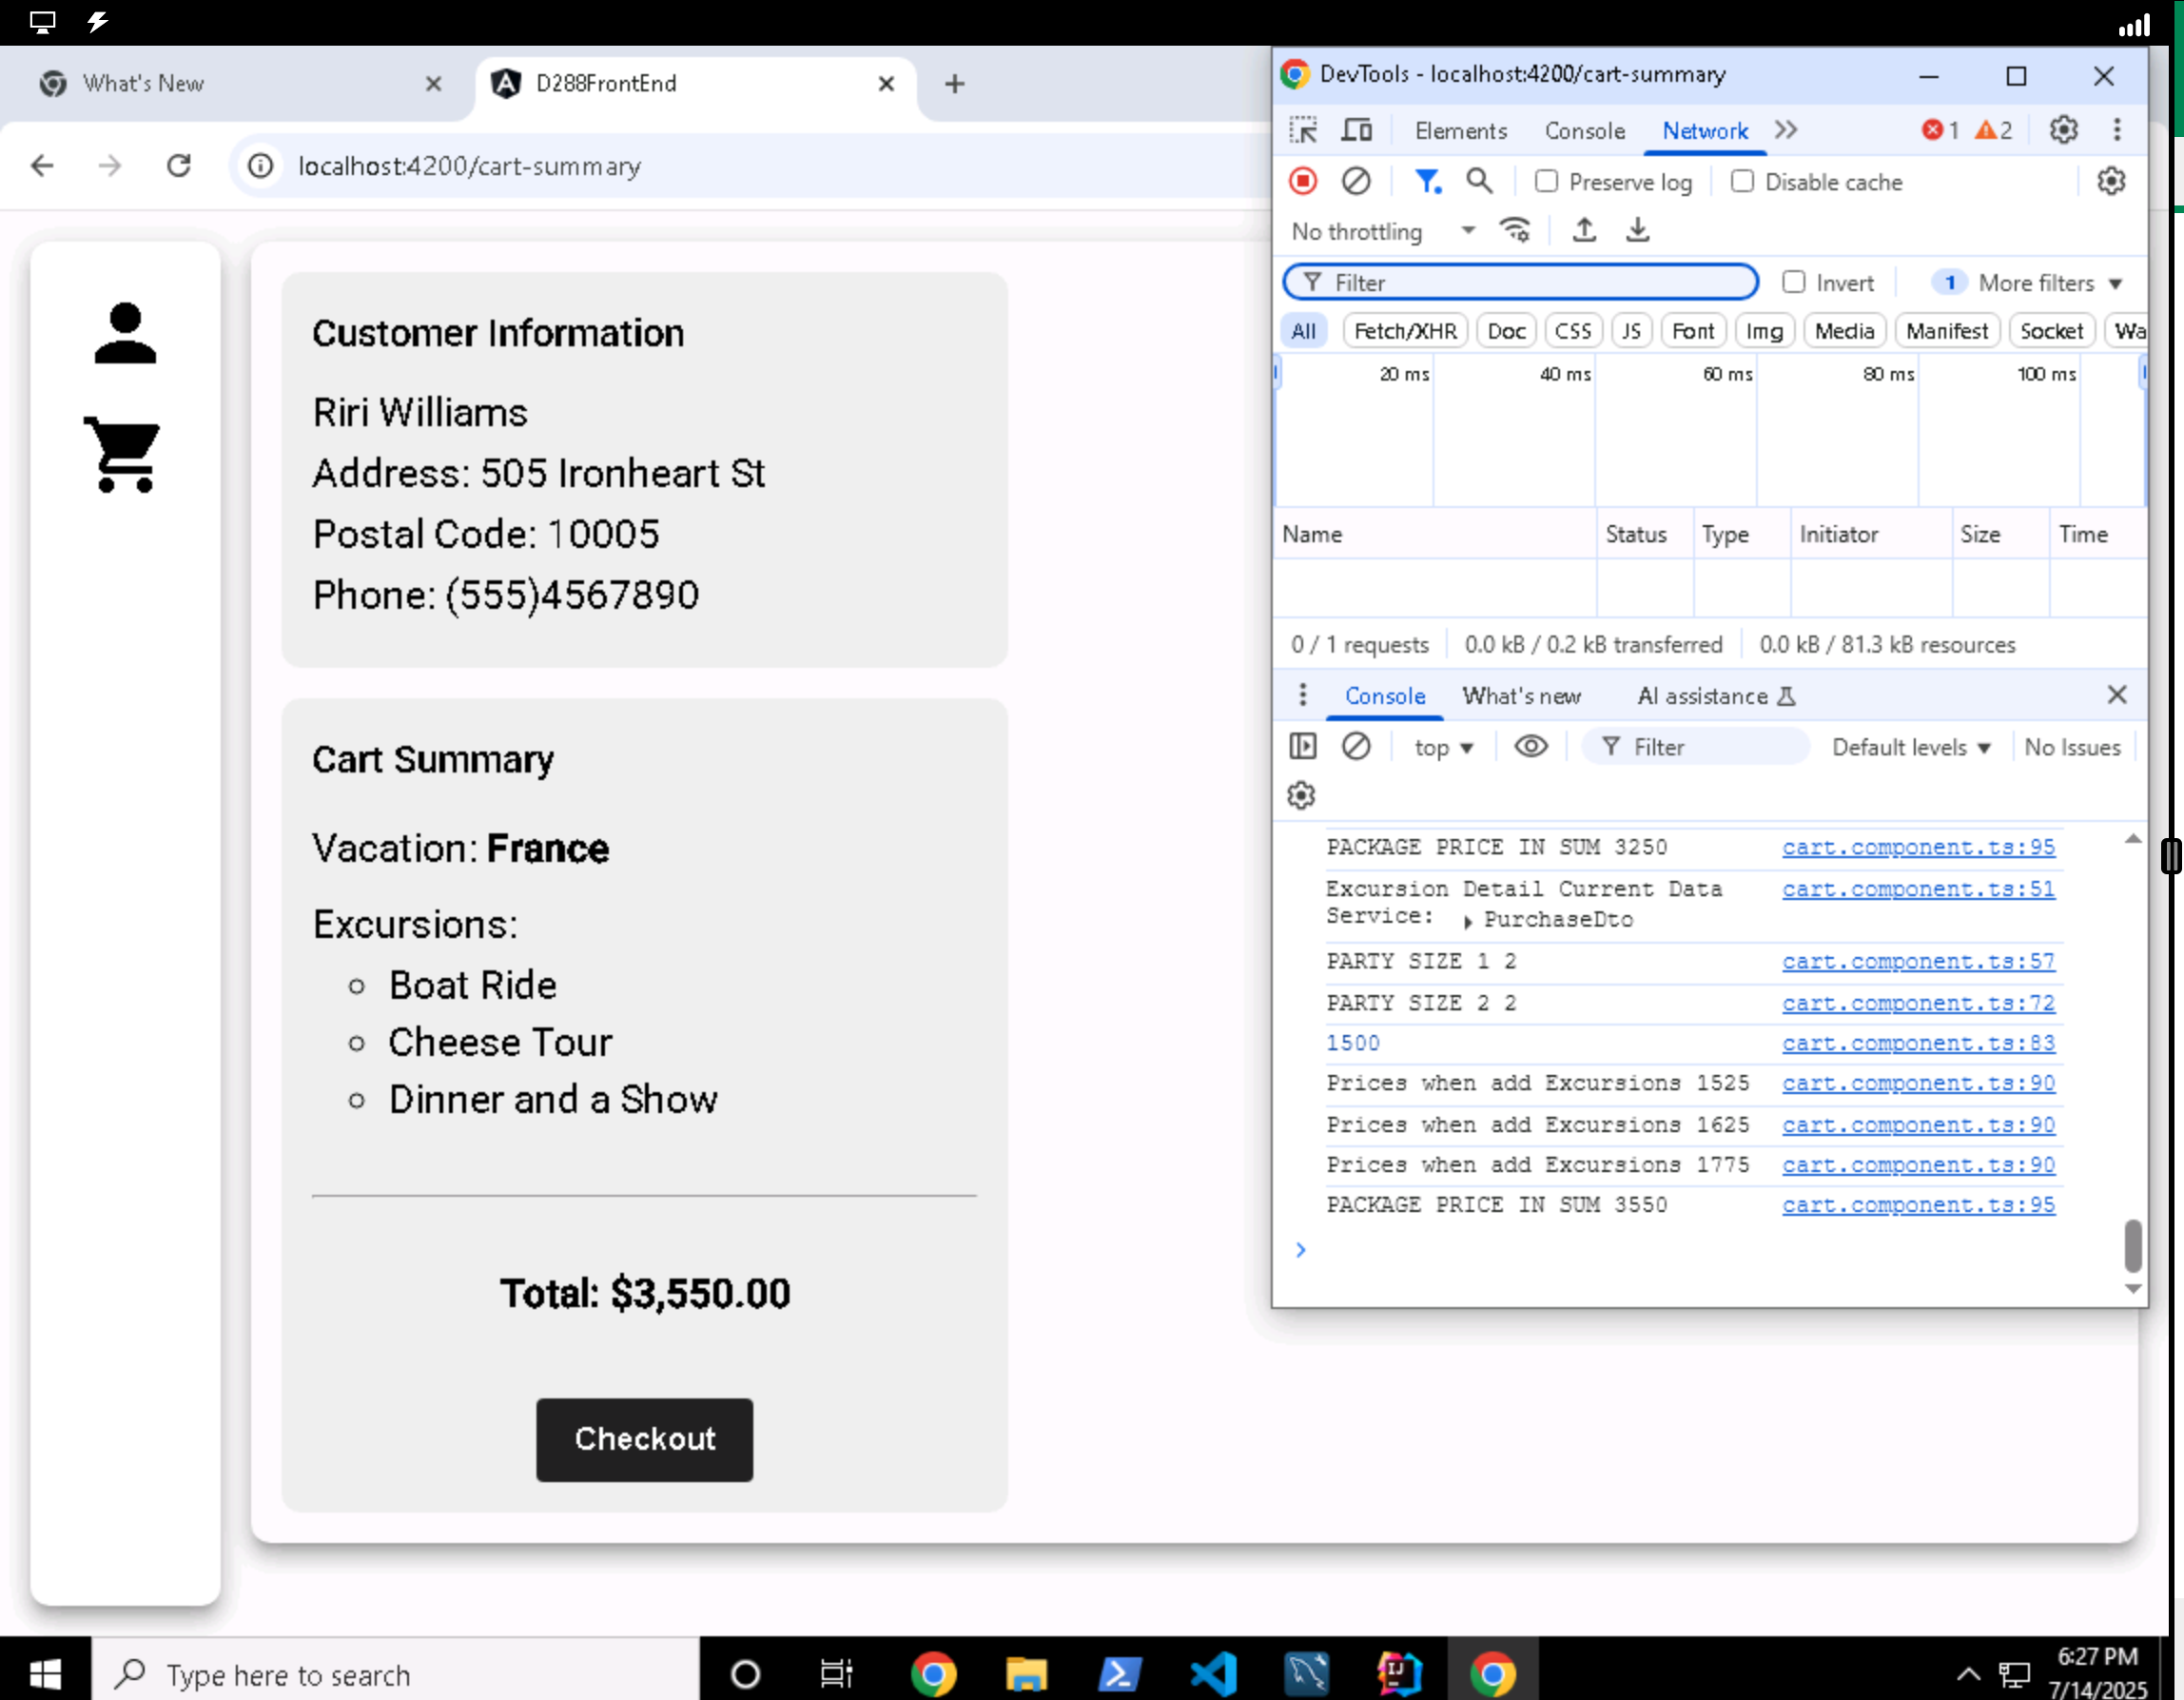 What's New
D288FrontEnd
localhost:4200/cart-summary
Customer Information
Riri Williams
Address: 505 Ironheart St
Postal Code: 10005
Phone: (555)4567890
Cart Summary
Vacation: France
Excursions:
Boat Ride
Cheese Tour
Dinner and a Show
Total: $3,550.00
Checkout
DevTools - localhost:4200/cart-summary
Elements Console Network 1 2
Preserve log Disable cache
No throttling
Filter Invert 1 More filters
All Fetch/XHR Doc CSS JS Font Img Media Manifest Socket Wa
20 ms 40 ms 60 ms 80 ms 100 ms
Name Status Type Initiator Size Time
0 / 1 requests 0.0 kB / 0.2 kB transferred 0.0 kB / 81.3 kB resources
Console What's new AI assistance
top Filter Default levels No Issues
PACKAGE PRICE IN SUM 3250 cart.component.ts:95
Excursion Detail Current Data cart.component.ts:51
Service: PurchaseDto
PARTY SIZE 1 2 cart.component.ts:57
PARTY SIZE 2 2 cart.component.ts:72
1500 cart.component.ts:83
Prices when add Excursions 1525 cart.component.ts:90
Prices when add Excursions 1625 cart.component.ts:90
Prices when add Excursions 1775 cart.component.ts:90
PACKAGE PRICE IN SUM 3550 cart.component.ts:95
Type here to search
IJ
6:27 PM
7/14/2025